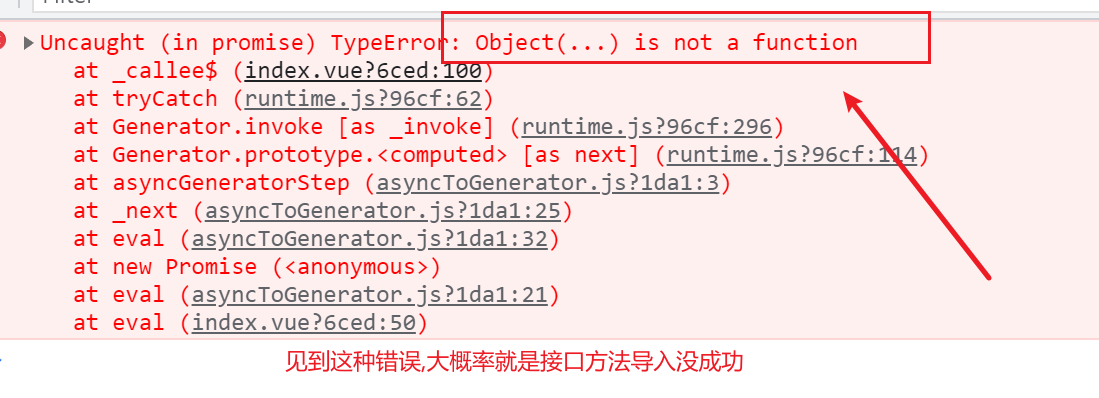 Uncaught (in promise) TypeError: Object(...) is not a function
at _callee$ (index.vue?6ced:100)
at tryCatch (runtime.js?96cf:62)
at Generator.invoke [as _invoke] (runtime.js?96cf:296)
at Generator.prototype.<computed> [as next] (runtime.js?96cf:114)
at asyncGeneratorStep (asyncToGenerator.js?1da1:3)
at _next (asyncToGenerator.js?1da1:25)
at eval (asyncToGenerator.js?1da1:32)
at new Promise (<anonymous>)
at eval (asyncToGenerator.js?1da1:21)
at eval (index.vue?6ced:50)
见到这种错误,大概率就是接口方法导入没成功